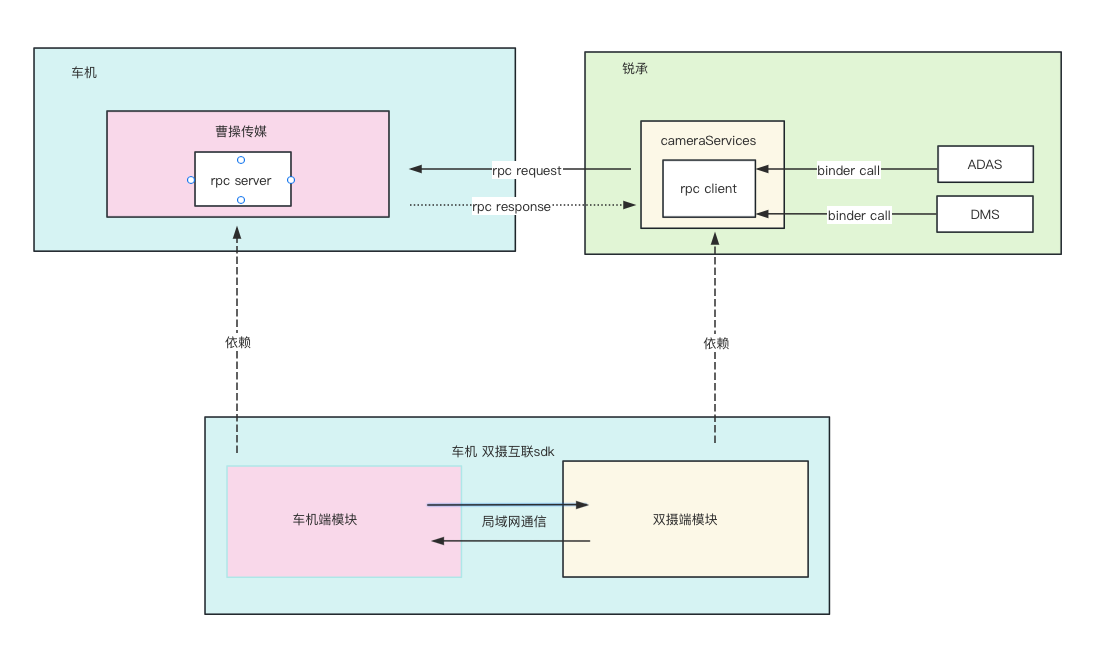 车机
曹操传媒
rpc server
rpc request
rpc response
锐承
cameraServices
rpc client
binder call
binder call
ADAS
DMS
依赖
依赖
车机 双摄互联sdk
车机端模块
局域网通信
双摄端模块